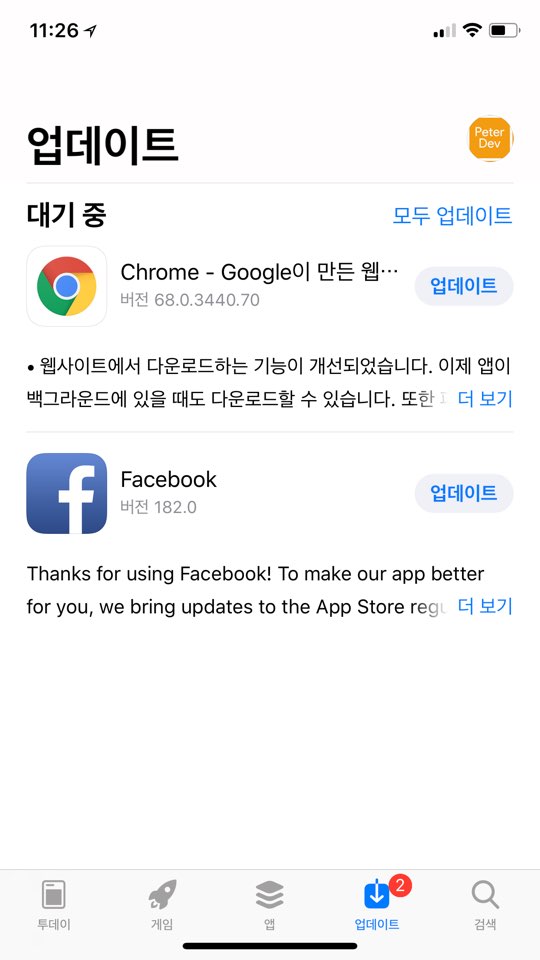 11:26
업데이트
Peter
Dev
대기 중
모두 업데이트
Chrome - Google이 만든 웹…
버전 68.0.3440.70
업데이트
• 웹사이트에서 다운로드하는 기능이 개선되었습니다. 이제 앱이
백그라운드에 있을 때도 다운로드할 수 있습니다. 또한
더 보기
Facebook
버전 182.0
업데이트
Thanks for using Facebook! To make our app better
for you, we bring updates to the App Store regu
더 보기
2
투데이
게임
앱
업데이트
검색